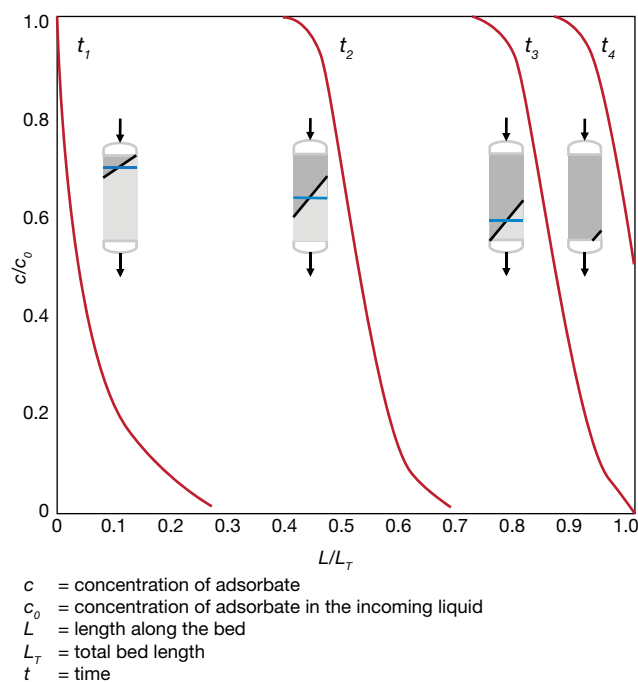 1.0
t₁
t₂
t₃
t₄
0.8
0.6
c/c₀
0.4
0.2
0
0 0.1 0.2 0.3 0.4 0.5 0.6 0.7 0.8 0.9 1.0
L/L_T
c = concentration of adsorbate
c₀ = concentration of adsorbate in the incoming liquid
L = length along the bed
L_T = total bed length
t = time